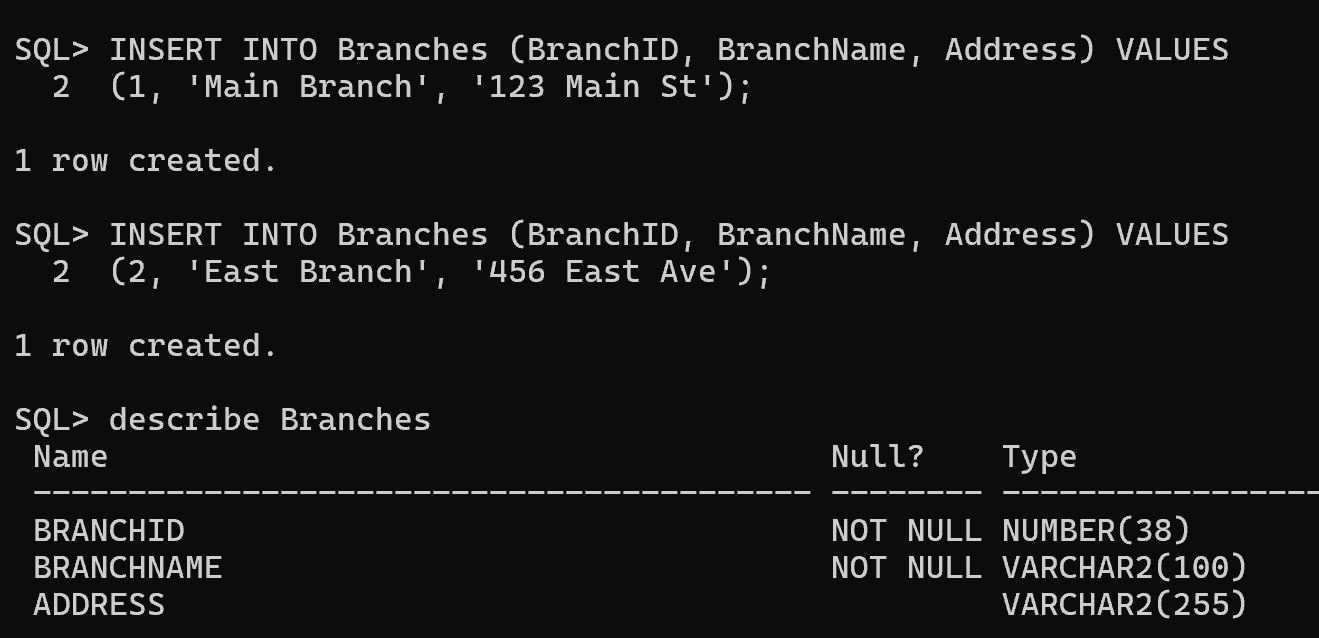 SQL> INSERT INTO Branches (BranchID, BranchName, Address) VALUES
2 (1, 'Main Branch', '123 Main St');
1 row created.
SQL> INSERT INTO Branches (BranchID, BranchName, Address) VALUES
2 (2, 'East Branch', '456 East Ave');
1 row created.
SQL> describe Branches
Name Null? Type
----------------------------------------- -------- -----------------
BRANCHID NOT NULL NUMBER(38)
BRANCHNAME NOT NULL VARCHAR2(100)
ADDRESS VARCHAR2(255)